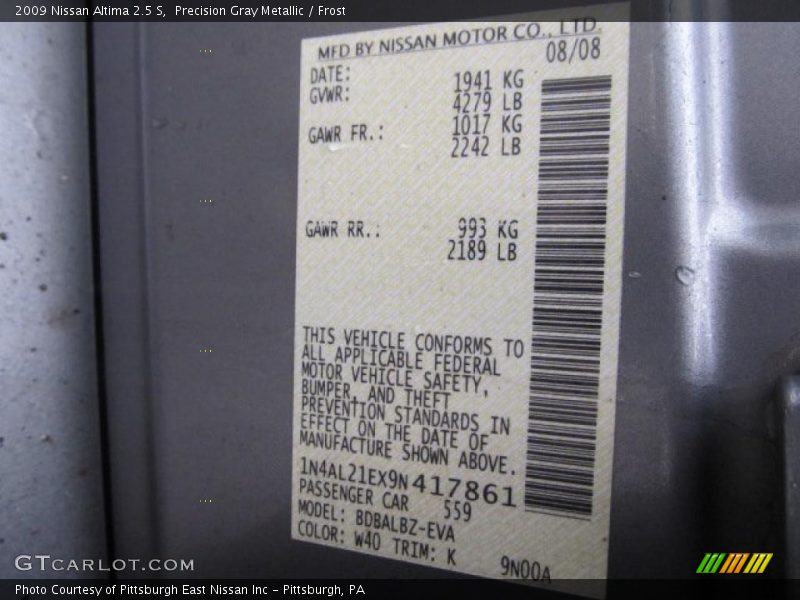 2009 Nissan Altima 2.5 S,  Precision Gray Metallic / Frost
MFD BY NISSAN MOTOR CO., LTD.
DATE: 08/08
GVWR: 1941 KG
4279 LB
GAWR FR.: 1017 KG
2242 LB
GAWR RR.: 993 KG
2189 LB
THIS VEHICLE CONFORMS TO
ALL APPLICABLE FEDERAL
MOTOR VEHICLE SAFETY,
BUMPER, AND THEFT
PREVENTION STANDARDS IN
EFFECT ON THE DATE OF
MANUFACTURE SHOWN ABOVE.
1N4AL21EX9N417861
PASSENGER CAR 559
MODEL: BDBALBZ-EVA
COLOR: W40 TRIM: K 9N00A
GTCARLOT.COM
Photo Courtesy of Pittsburgh East Nissan Inc - Pittsburgh, PA